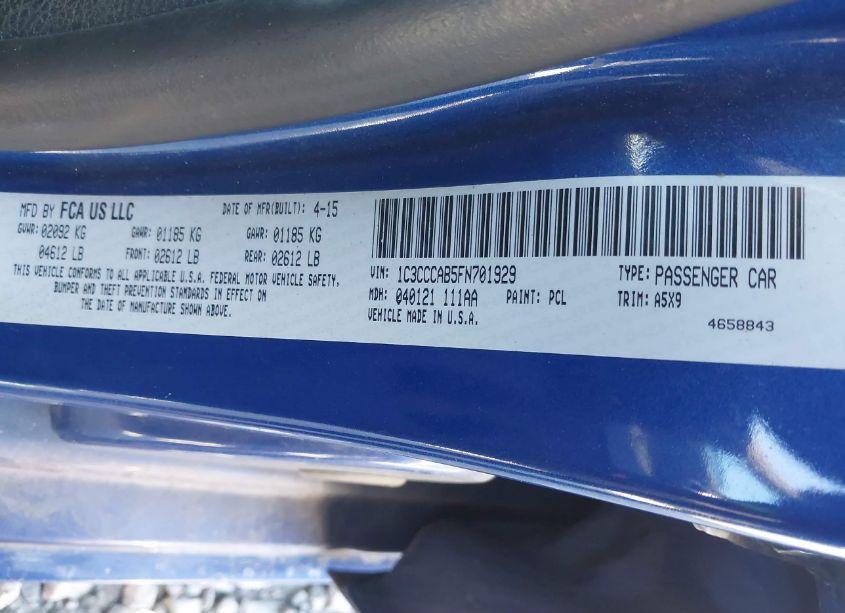 MFD BY FCA US LLC DATE OF MFR(BUILT): 4-15
GVWR: 02092 KG GAWR: 01185 KG GAWR: 01185 KG
04612 LB FRONT: 02612 LB REAR: 02612 LB
THIS VEHICLE CONFORMS TO APPLICABLE U.S.A. FEDERAL MOTOR VEHICLE SAFETY,
BUMPER AND THEFT PREVENTION STANDARDS IN EFFECT ON
THE DATE OF MANUFACTURE SHOWN ABOVE.
VIN: 1C3CCCAB5FN701929 TYPE: PASSENGER CAR
MDH: 040121 111AA PAINT: PCL TRIM: A5X9
VEHICLE MADE IN U.S.A.
4658843